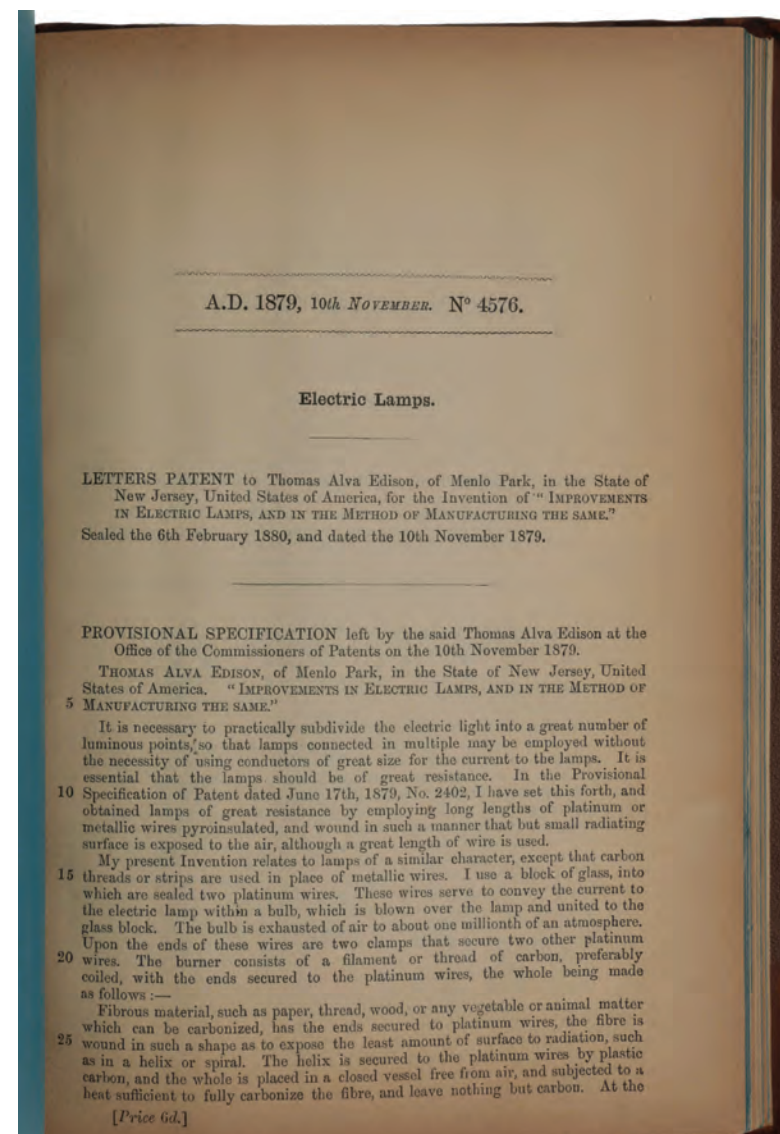 A.D. 1879, 10th NOVEMBER. No 4576.
Electric Lamps.
LETTERS PATENT to Thomas Alva Edison, of Menlo Park, in the State of
New Jersey, United States of America, for the Invention of "IMPROVEMENTS
IN ELECTRIC LAMPS, AND IN THE METHOD OF MANUFACTURING THE SAME."
Sealed the 6th February 1880, and dated the 10th November 1879.
PROVISIONAL SPECIFICATION left by the said Thomas Alva Edison at the
Office of the Commissioners of Patents on the 10th November 1879.
THOMAS ALVA EDISON, of Menlo Park, in the State of New Jersey, United
States of America. "IMPROVEMENTS IN ELECTRIC LAMPS, AND IN THE METHOD OF
5 MANUFACTURING THE SAME."
It is necessary to practically subdivide the electric light into a great number of
luminous points, so that lamps connected in multiple may be employed without
the necessity of using conductors of great size for the current to the lamps. It is
essential that the lamps should be of great resistance. In the Provisional
10 Specification of Patent dated June 17th, 1879, No. 2402, I have set this forth, and
obtained lamps of great resistance by employing long lengths of platinum or
metallic wires pyroinsulated, and wound in such a manner that but small radiating
surface is exposed to the air, although a great length of wire is used.
My present Invention relates to lamps of a similar character, except that carbon
15 threads or strips are used in place of metallic wires. I use a block of glass, into
which are sealed two platinum wires. These wires serve to convey the current to
the electric lamp within a bulb, which is blown over the lamp and united to the
glass block. The bulb is exhausted of air to about one millionth of an atmosphere.
Upon the ends of these wires are two clamps that secure two other platinum
20 wires. The burner consists of a filament or thread of carbon, preferably
coiled, with the ends secured to the platinum wires, the whole being made
as follows :—
Fibrous material, such as paper, thread, wood, or any vegetable or animal matter
which can be carbonized, has the ends secured to platinum wires, the fibre is
25 wound in such a shape as to expose the least amount of surface to radiation, such
as in a helix or spiral. The helix is secured to the platinum wires by plastic
carbon, and the whole is placed in a closed vessel free from air, and subjected to a
heat sufficient to fully carbonize the fibre, and leave nothing but carbon. At the
[Price 6d.]